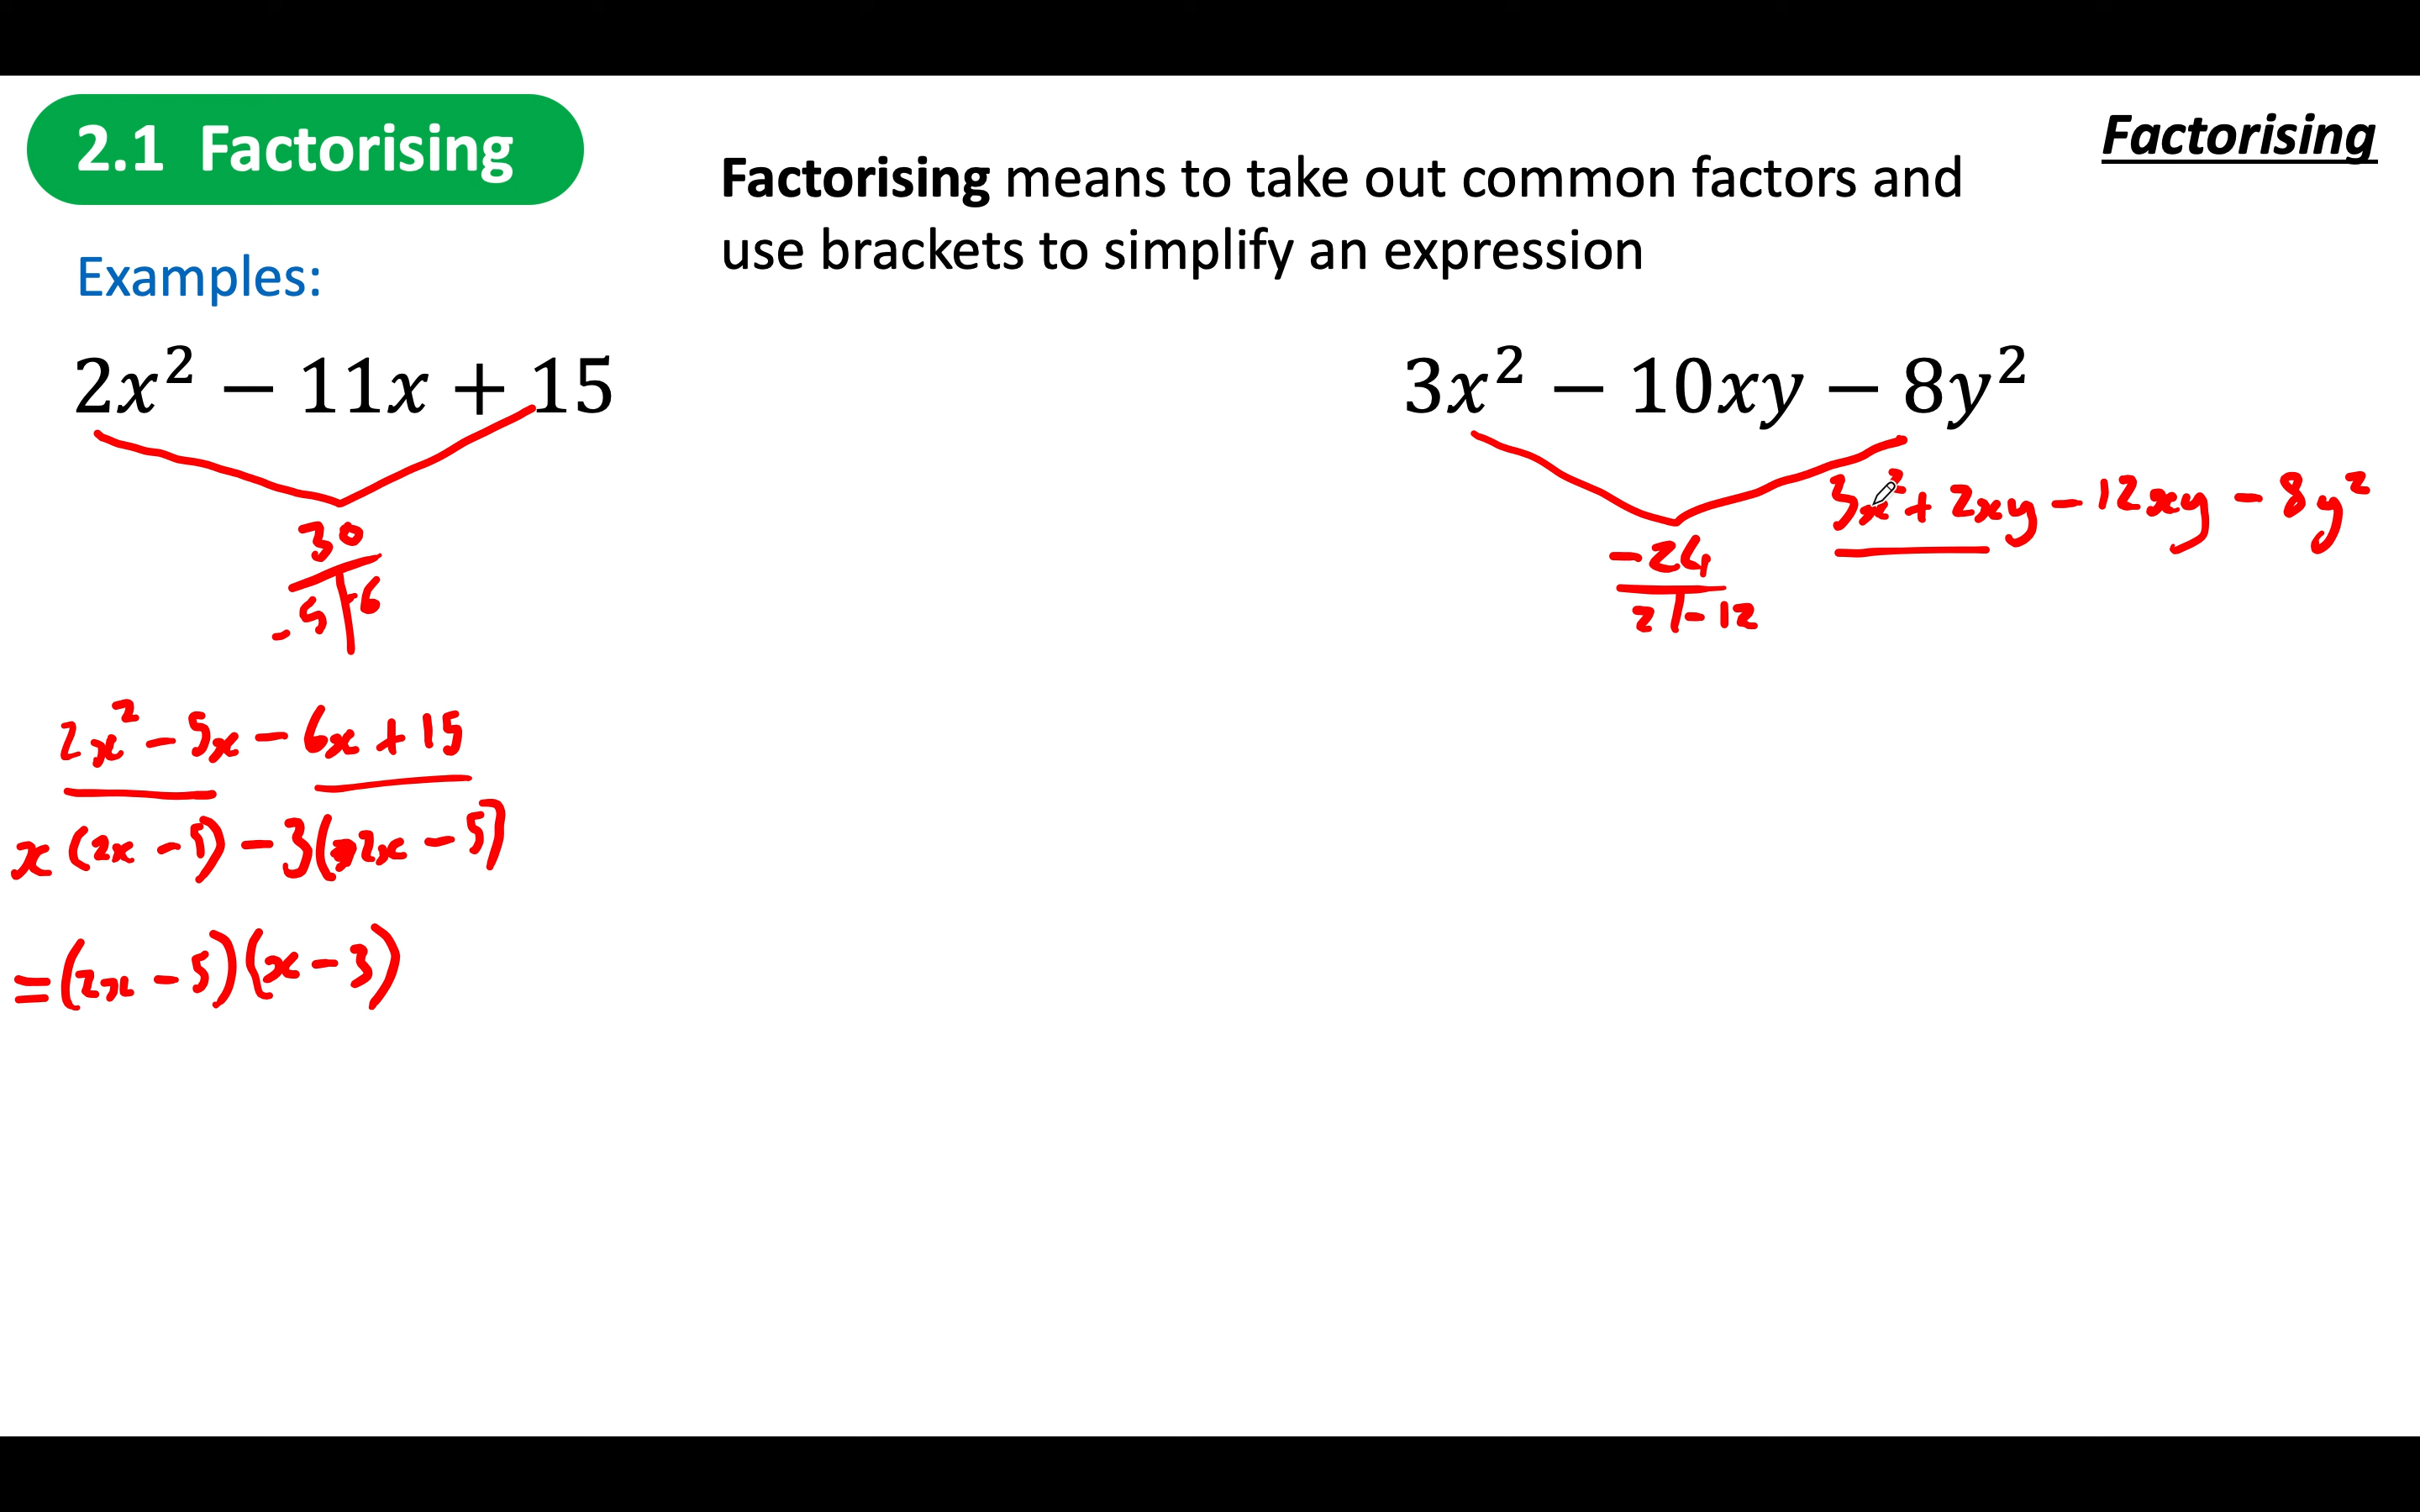 2.1 Factorising
Factorising
Factorising means to take out common factors and
use brackets to simplify an expression
Examples:
2x² − 11x + 15
30
-5 -6
2x² − 5x − 6x + 15
x(2x − 5) − 3(2x − 5)
= (2x − 5)(x − 3)
3x² − 10xy − 8y²
3x² + 2xy − 12xy − 8y²
-24
2 -12